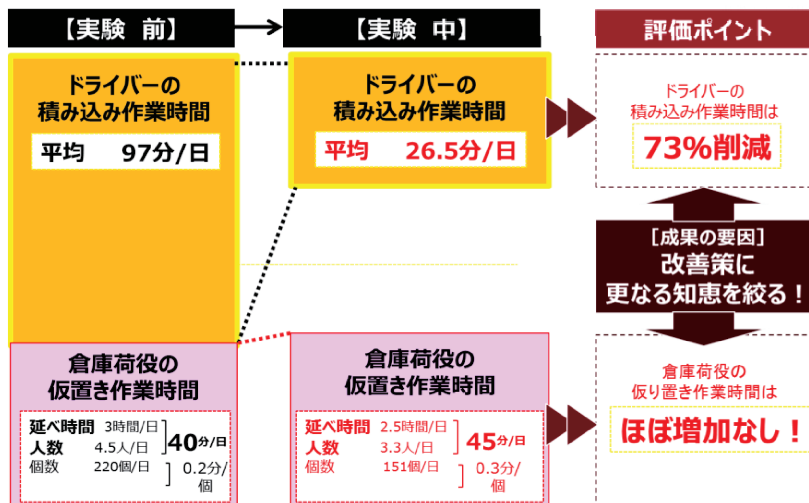 【実験 前】
【実験 中】
評価ポイント
ドライバーの
積み込み作業時間
平均 97分/日
ドライバーの
積み込み作業時間
平均 26.5分/日
ドライバーの
積み込み作業時間は
73%削減
［成果の要因］
改善策に
更なる知恵を絞る！
倉庫荷役の
仮置き作業時間
延べ時間 3時間/日
人数 4.5人/日
40分/日
個数 220個/日
0.2分/
個
倉庫荷役の
仮置き作業時間
延べ時間 2.5時間/日
人数 3.3人/日
45分/日
個数 151個/日
0.3分/
個
倉庫荷役の
仮り置き作業時間は
ほぼ増加なし！